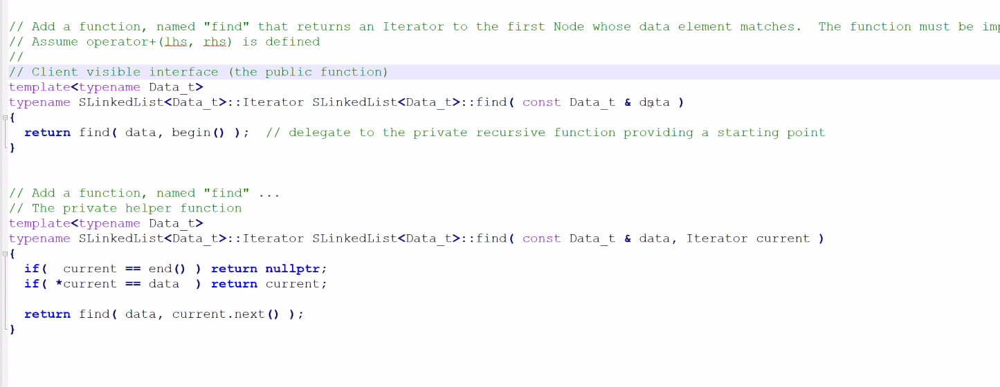 // Add a function, named "find" that returns an Iterator to the first Node whose data element matches.  The function must be
// Assume operator+(lhs, rhs) is defined
//
// Client visible interface (the public function)
template<typename Data_t>
typename SLinkedList<Data_t>::Iterator SLinkedList<Data_t>::find( const Data_t & data )
{
  return find( data, begin() );  // delegate to the private recursive function providing a starting point
}
// Add a function, named "find" ...
// The private helper function
template<typename Data_t>
typename SLinkedList<Data_t>::Iterator SLinkedList<Data_t>::find( const Data_t & data, Iterator current )
{
  if(  current == end() ) return nullptr;
  if( *current == data  ) return current;
  return find( data, current.next() );
}